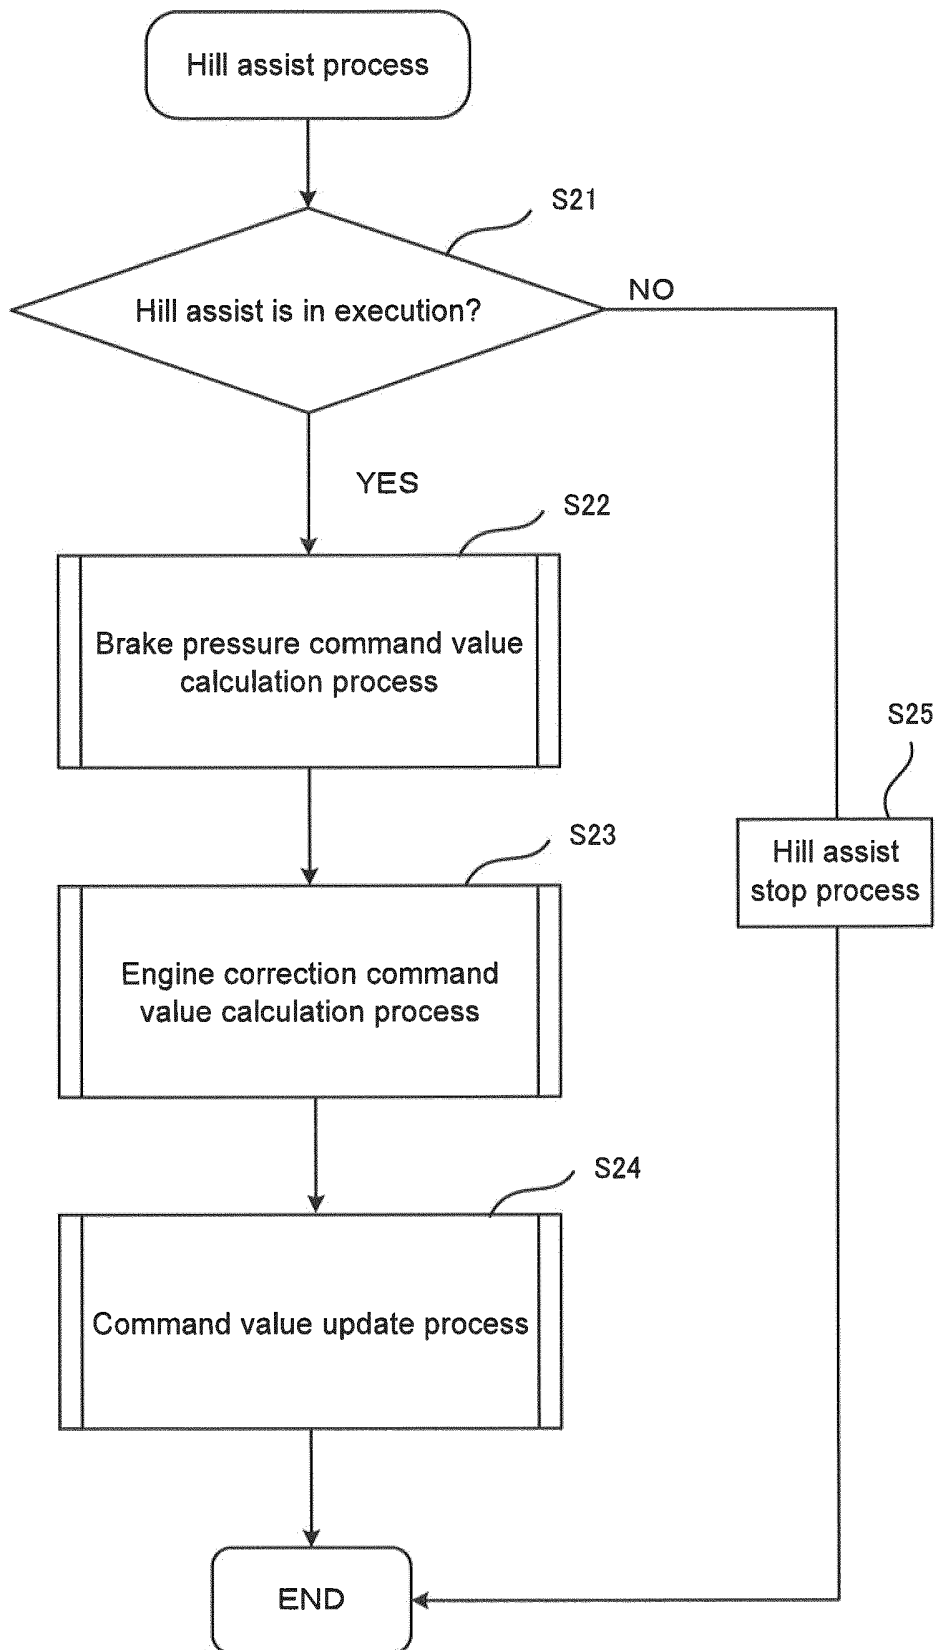 Hill assist process
S21
Hill assist is in execution?
NO
YES
S22
Brake pressure command value
calculation process
S25
Hill assist
stop process
S23
Engine correction command
value calculation process
S24
Command value update process
END